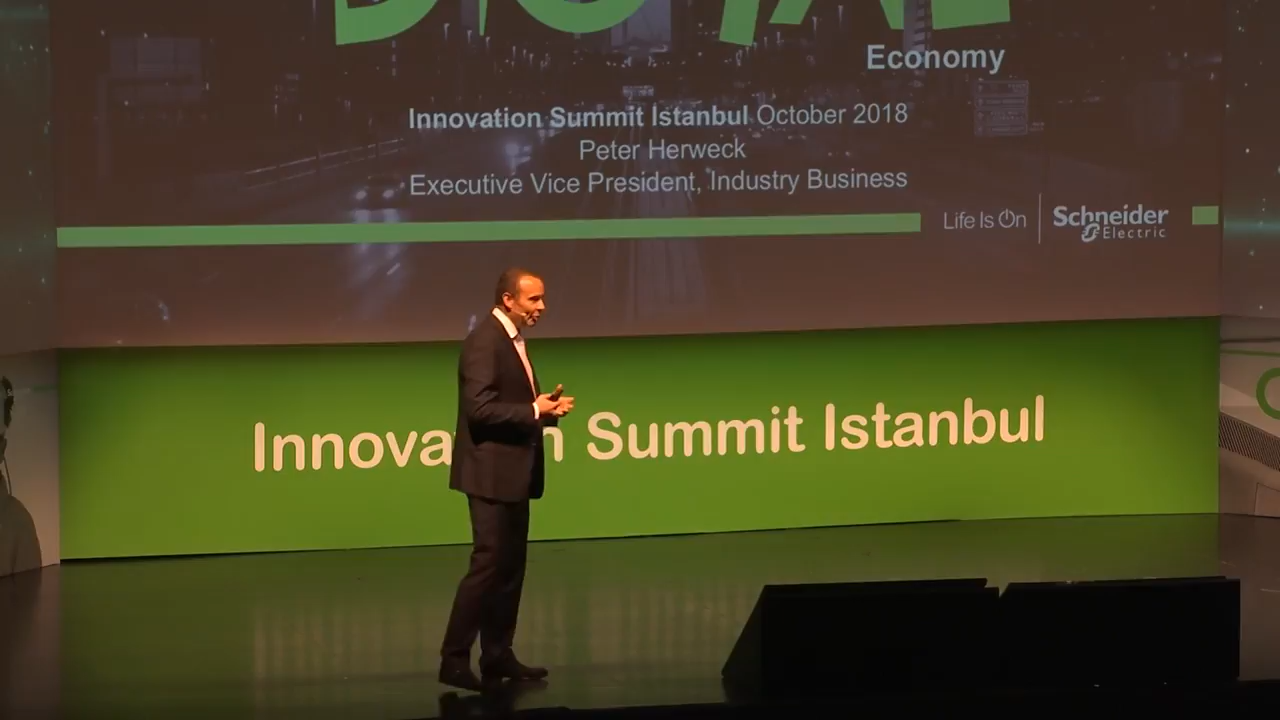 Economy
Innovation Summit Istanbul October 2018
Peter Herweck
Executive Vice President, Industry Business
Life Is On
Schneider
Electric
Innova n Summit Istanbul